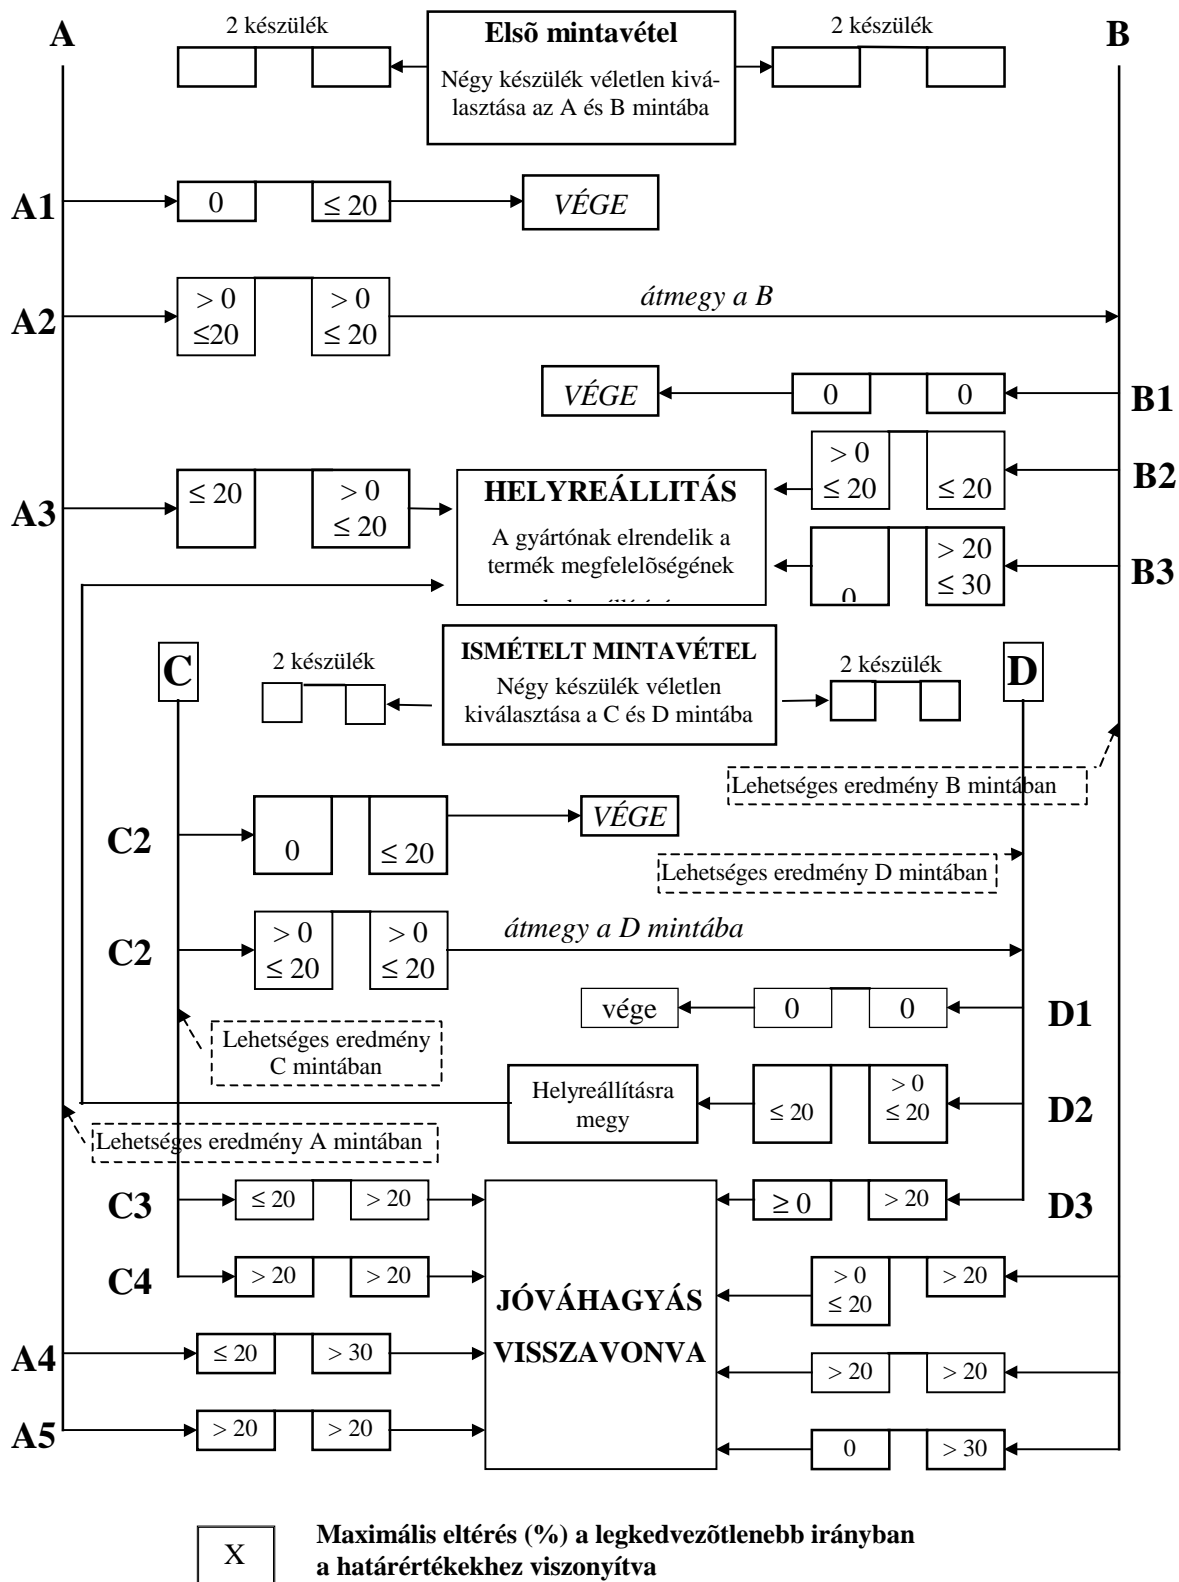 A
2 készülék
Elsõ mintavétel
2 készülék
B
Négy készülék véletlen kivá-
lasztása az A és B mintába
A1
0
≤ 20
VÉGE
A2
> 0
≤20
> 0
≤ 20
átmegy a B
VÉGE
0
0
B1
A3
≤ 20
> 0
≤ 20
HELYREÁLLITÁS
A gyártónak elrendelik a
termék megfelelõségének
> 0
≤ 20
≤ 20
B2
0
> 20
≤ 30
B3
C
2 készülék
ISMÉTELT MINTAVÉTEL
Négy készülék véletlen
kiválasztása a C és D mintába
2 készülék
D
Lehetséges eredmény B mintában
C2
0
≤ 20
VÉGE
Lehetséges eredmény D mintában
C2
> 0
≤ 20
> 0
≤ 20
átmegy a D mintába
vége
0
0
D1
Lehetséges eredmény
C mintában
Helyreállításra
megy
≤ 20
> 0
≤ 20
D2
Lehetséges eredmény A mintában
C3
≤ 20
> 20
≥ 0
> 20
D3
C4
> 20
> 20
JÓVÁHAGYÁS
VISSZAVONVA
> 0
≤ 20
> 20
A4
≤ 20
> 30
> 20
> 20
A5
> 20
> 20
0
> 30
X
Maximális eltérés (%) a legkedvezõtlenebb irányban
a határértékekhez viszonyítva